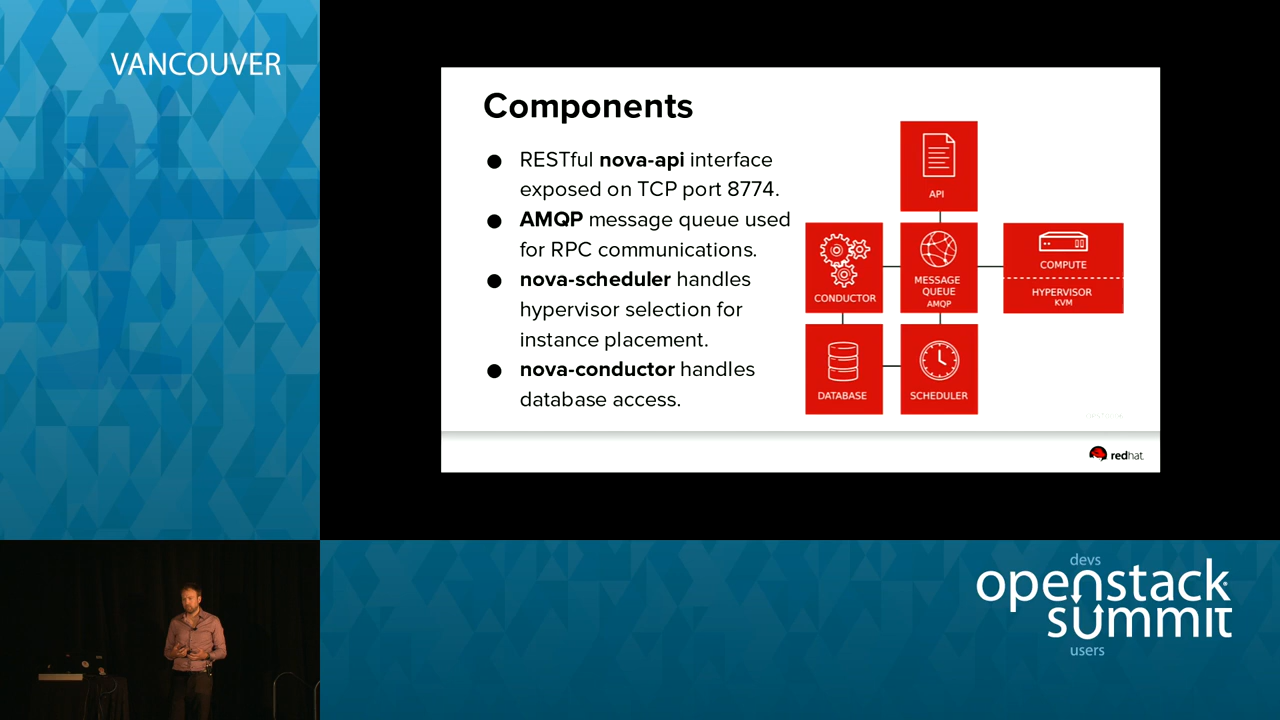 VANCOUVER
Components
● RESTful nova-api interface
exposed on TCP port 8774.
● AMQP message queue used
for RPC communications.
● nova-scheduler handles
hypervisor selection for
instance placement.
● nova-conductor handles
database access.
API
CONDUCTOR
MESSAGE
QUEUE
AMQP
COMPUTE
HYPERVISOR
KVM
DATABASE
SCHEDULER
redhat
devs
openstack
summit
users